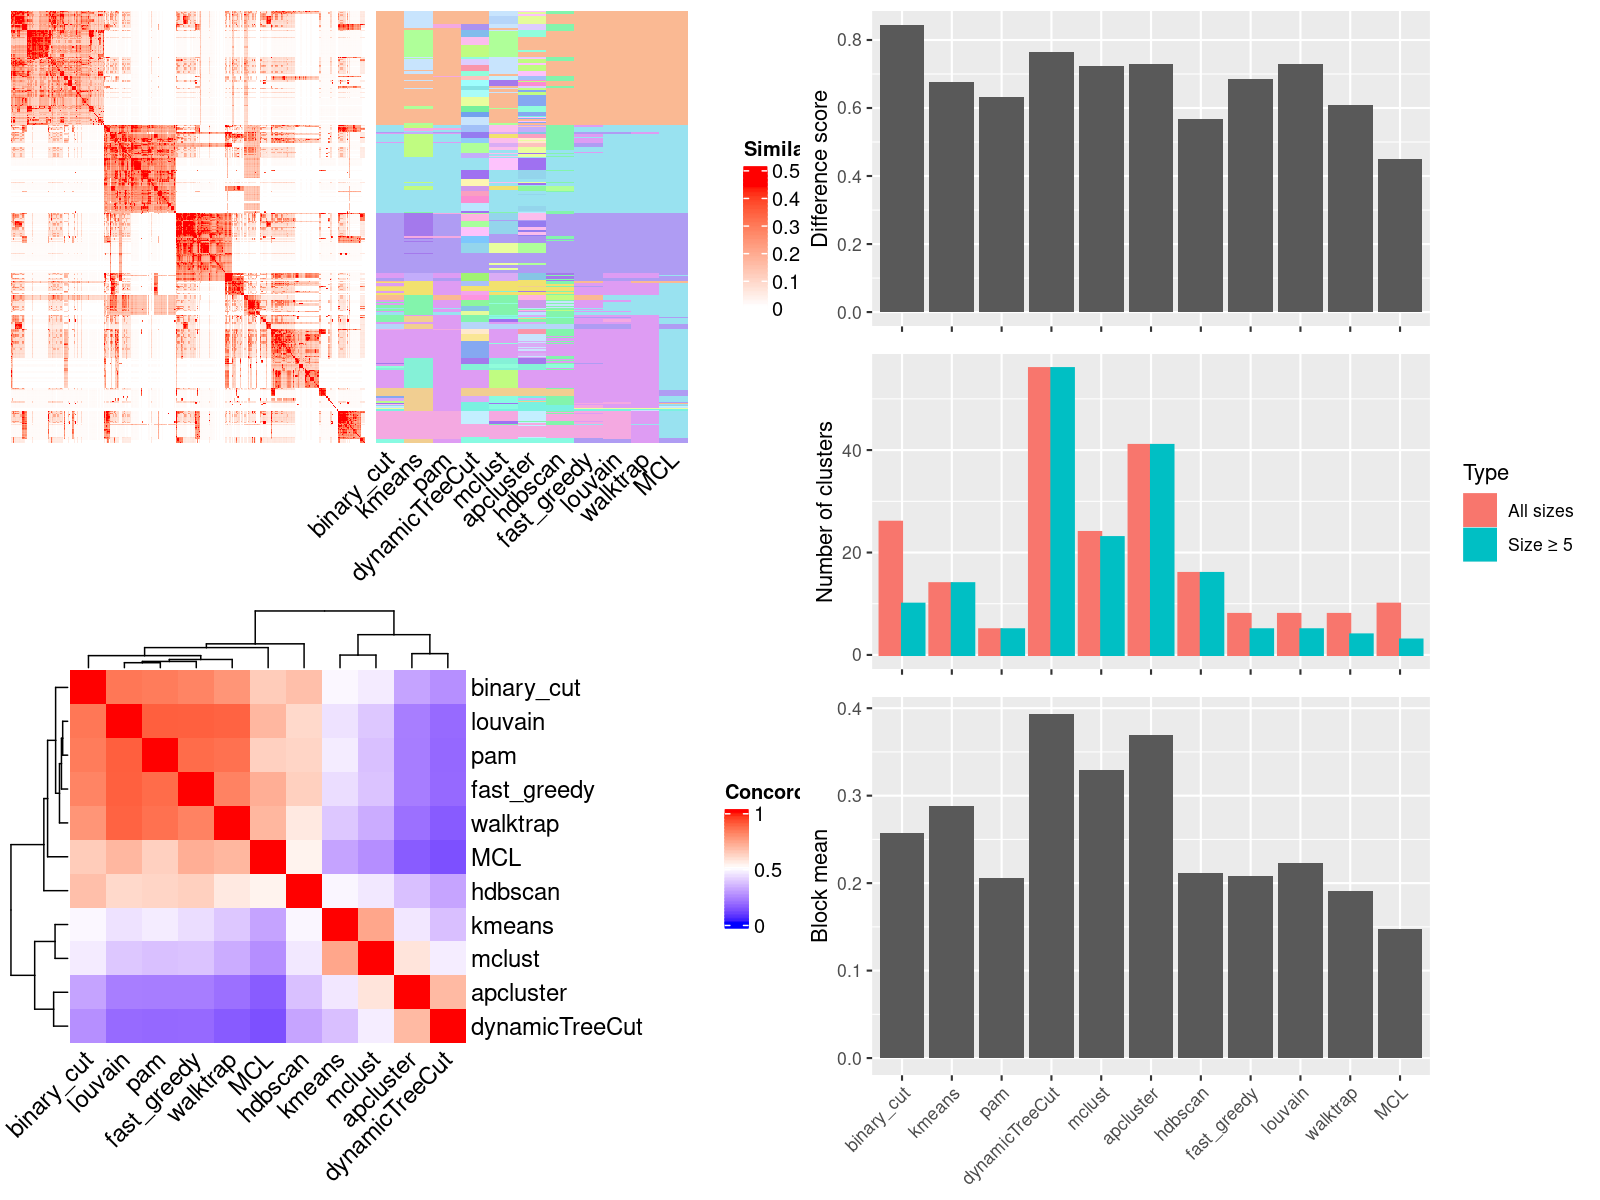 Simila
0.5
0.4
0.3
0.2
0.1
0
binary_cut
kmeans
pam
dynamicTreeCut
mclust
apcluster
hdbscan
fast_greedy
louvain
walktrap
MCL
Difference score
0.8
0.6
0.4
0.2
0.0
Number of clusters
40
20
0
Type
All sizes
Size ≥ 5
binary_cut
louvain
pam
fast_greedy
walktrap
MCL
hdbscan
kmeans
mclust
apcluster
dynamicTreeCut
binary_cut
louvain
pam
fast_greedy
walktrap
MCL
hdbscan
kmeans
mclust
apcluster
dynamicTreeCut
Concor
1
0.5
0
Block mean
0.4
0.3
0.2
0.1
0.0
binary_cut
kmeans
pam
dynamicTreeCut
mclust
apcluster
hdbscan
fast_greedy
louvain
walktrap
MCL